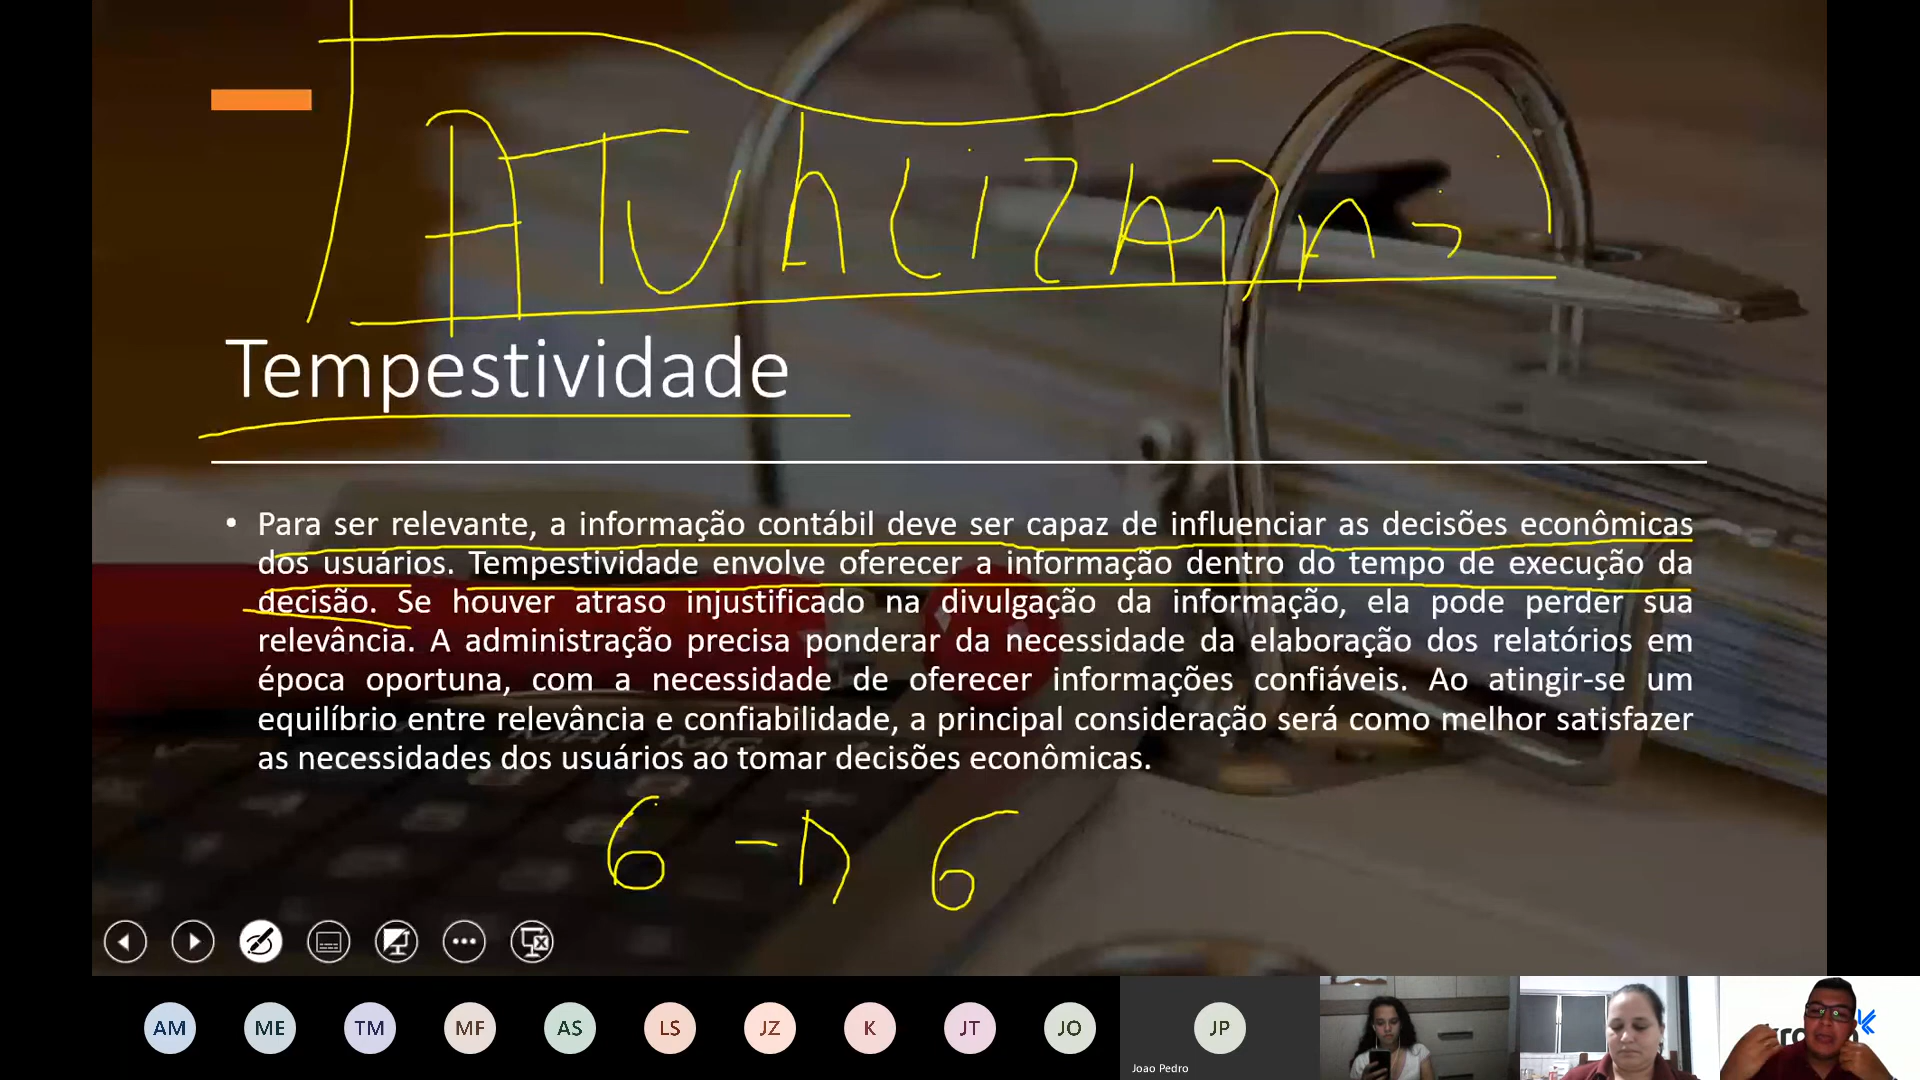 ATUALIZADAS
Tempestividade
• Para ser relevante, a informação contábil deve ser capaz de influenciar as decisões econômicas
dos usuários. Tempestividade envolve oferecer a informação dentro do tempo de execução da
decisão. Se houver atraso injustificado na divulgação da informação, ela pode perder sua
relevância. A administração precisa ponderar da necessidade da elaboração dos relatórios em
época oportuna, com a necessidade de oferecer informações confiáveis. Ao atingir-se um
equilíbrio entre relevância e confiabilidade, a principal consideração será como melhor satisfazer
as necessidades dos usuários ao tomar decisões econômicas.
6 6
AM ME TM MF AS LS JZ K JT JO JP
Joao Pedro